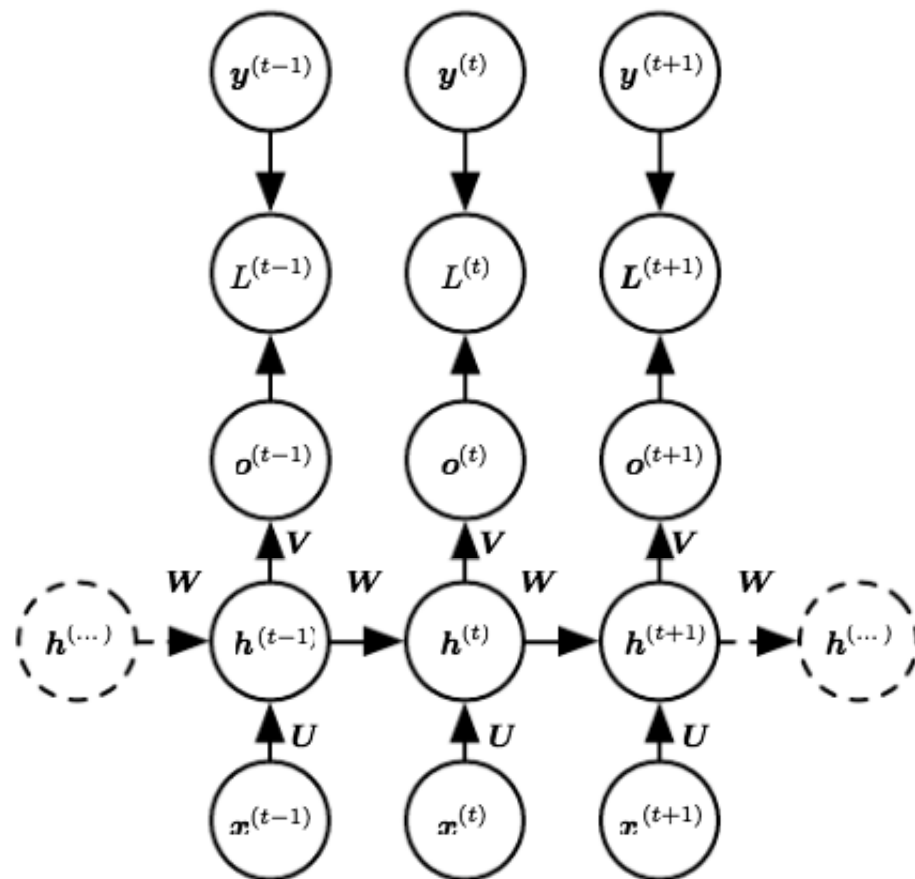 y^(t−1) y^(t) y^(t+1)
L^(t−1) L^(t) L^(t+1)
o^(t−1) o^(t) o^(t+1)
V V V
W W W W
h^(...) h^(t−1) h^(t) h^(t+1) h^(...)
U U U
x^(t−1) x^(t) x^(t+1)